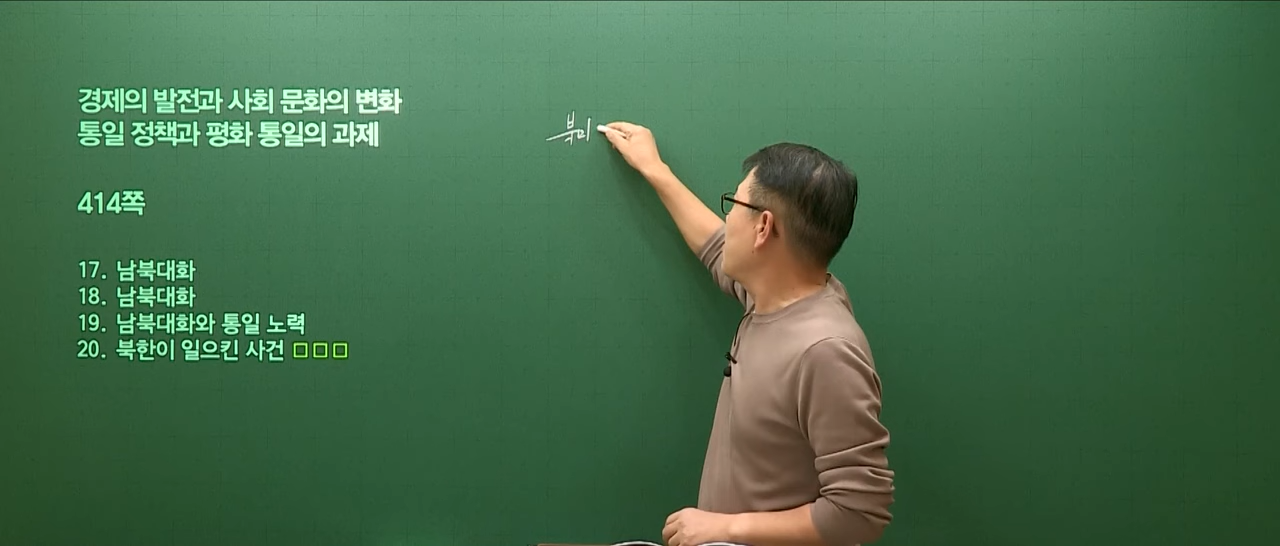 경제의 발전과 사회 문화의 변화
통일 정책과 평화 통일의 과제
414쪽
17. 남북대화
18. 남북대화
19. 남북대화와 통일 노력
20. 북한이 일으킨 사건 □□□
북미